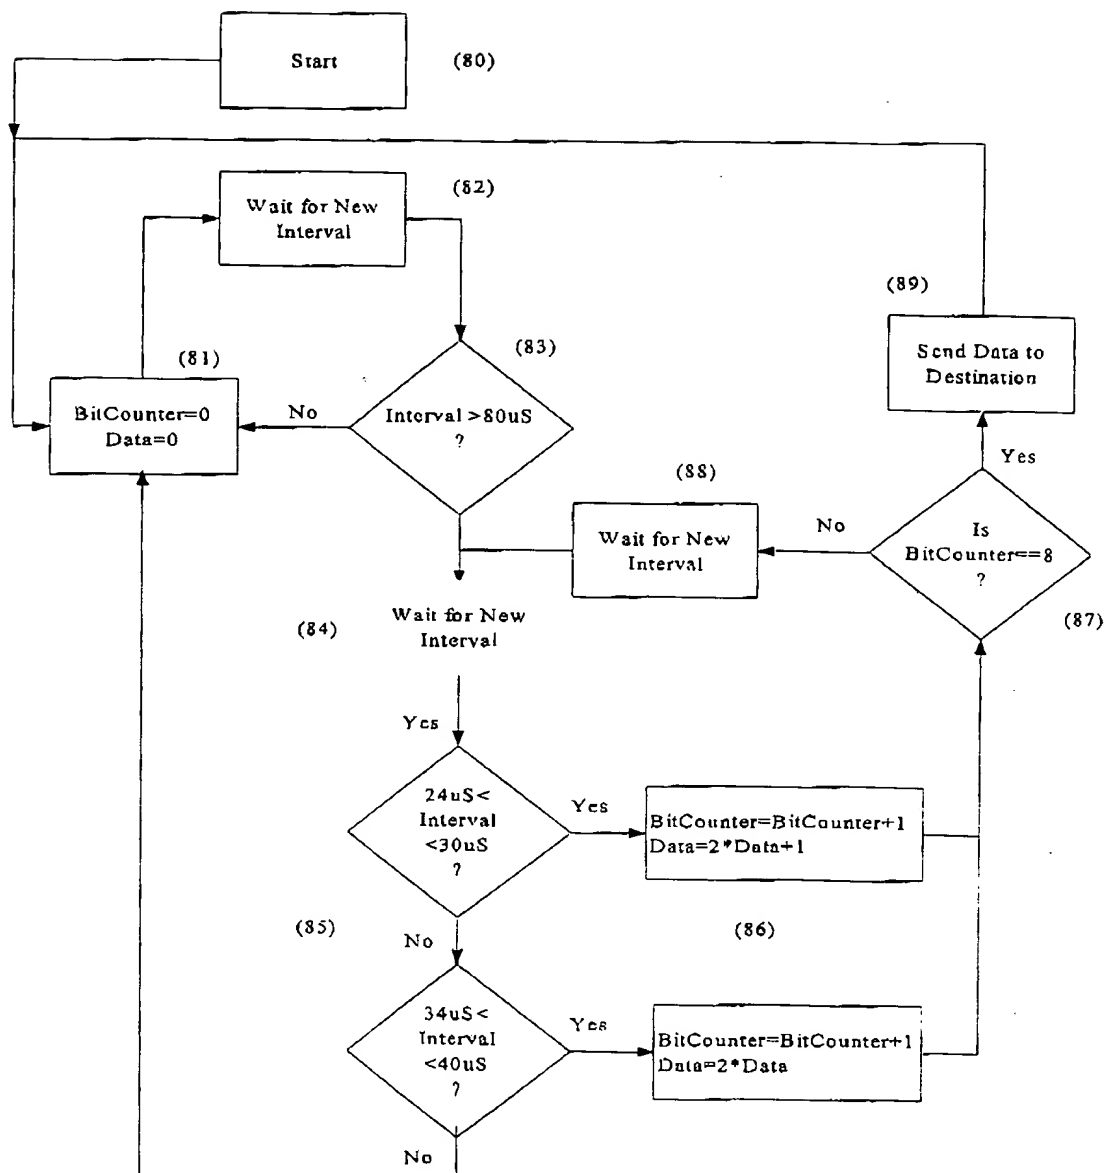 Start
(80)
(82)
Wait for New
Interval
(89)
Send Data to
Destination
(81)
BitCounter=0
Data=0
No
(83)
Interval >80uS
?
Yes
(88)
Wait for New
Interval
No
Is
BitCounter==8
?
(87)
(84)
Wait for New
Interval
Yes
24uS<
Interval
<30uS
?
Yes
BitCounter=BitCounter+1
Data=2*Data+1
(85)
No
(86)
34uS<
Interval
<40uS
?
Yes
BitCounter=BitCounter+1
Data=2*Data
No